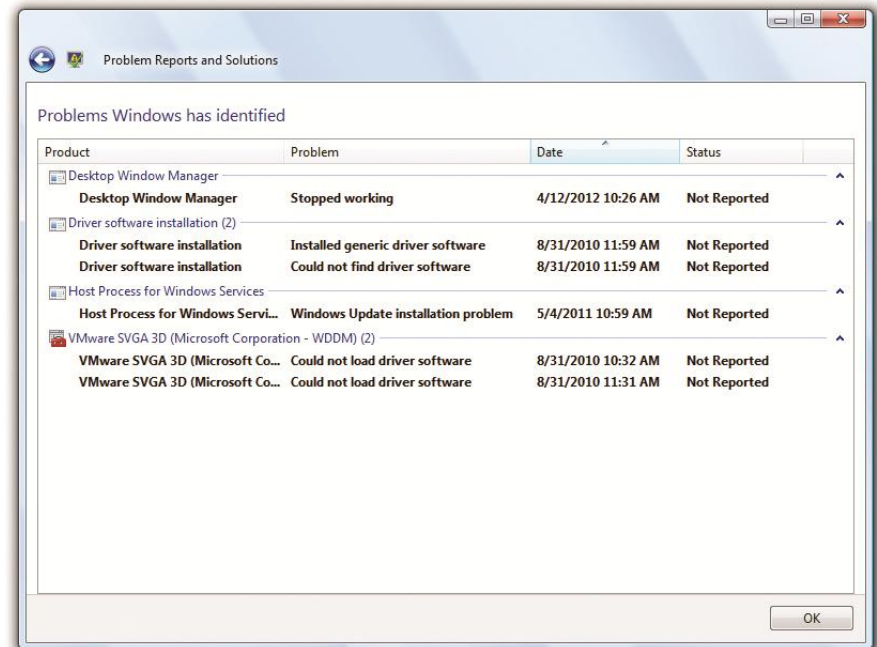 Problem Reports and Solutions
Problems Windows has identified
Product Problem Date Status
Desktop Window Manager
Desktop Window Manager Stopped working 4/12/2012 10:26 AM Not Reported
Driver software installation (2)
Driver software installation Installed generic driver software 8/31/2010 11:59 AM Not Reported
Driver software installation Could not find driver software 8/31/2010 11:59 AM Not Reported
Host Process for Windows Services
Host Process for Windows Servi... Windows Update installation problem 5/4/2011 10:59 AM Not Reported
VMware SVGA 3D (Microsoft Corporation - WDDM) (2)
VMware SVGA 3D (Microsoft Co... Could not load driver software 8/31/2010 10:32 AM Not Reported
VMware SVGA 3D (Microsoft Co... Could not load driver software 8/31/2010 11:31 AM Not Reported
OK